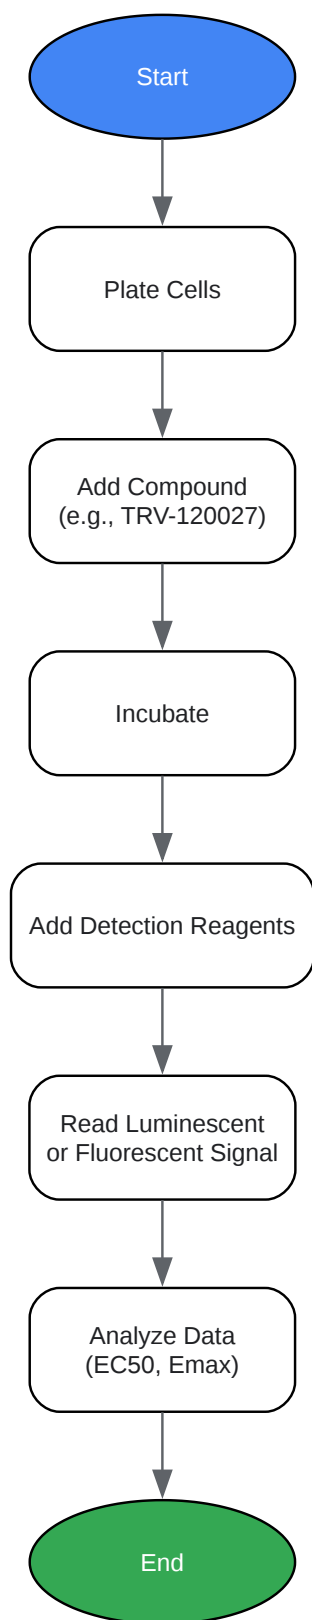 Start
Plate Cells
Add Compound
(e.g., TRV-120027)
Incubate
Add Detection Reagents
Read Luminescent
or Fluorescent Signal
Analyze Data
(EC50, Emax)
End